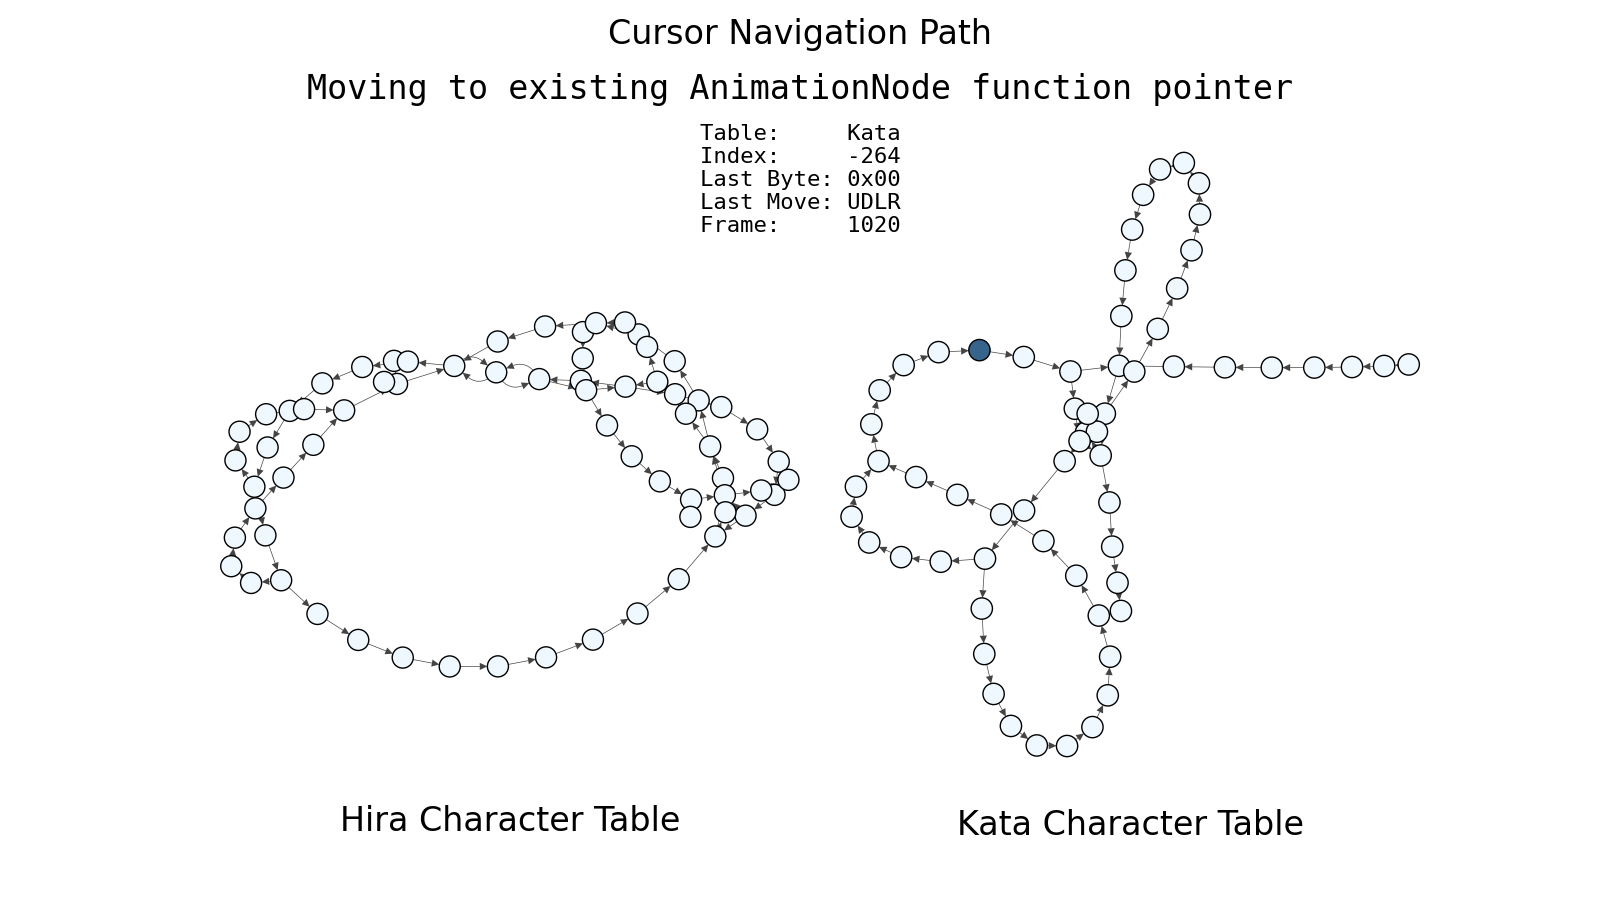 Cursor Navigation Path
Moving to existing AnimationNode function pointer
Table: Kata
Index: -264
Last Byte: 0x00
Last Move: UDLR
Frame: 1020
Hira Character Table
Kata Character Table